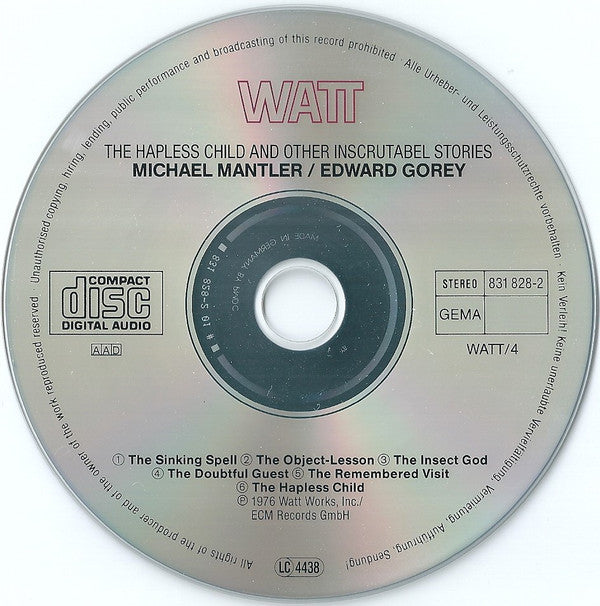 Unauthorised copying, hiring, lending, public performance and broadcasting of this record prohibited
Alle Urheber- und Leistungsschutzrechte vorbehalten
Kein Verleih! Keine unerlaubte Vervielfältigung, Vermietung, Aufführung, Sendung!
WATT
THE HAPLESS CHILD AND OTHER INSCRUTABEL STORIES
MICHAEL MANTLER / EDWARD GOREY
MADE IN GERMANY BY PMDC
831 828-2 01
COMPACT
disc
DIGITAL AUDIO
AAD
STEREO 831 828-2
GEMA
WATT/4
① The Sinking Spell ② The Object-Lesson ③ The Insect God
④ The Doubtful Guest ⑤ The Remembered Visit
⑥ The Hapless Child
℗ 1976 Watt Works, Inc./
ECM Records GmbH
LC 4438
All rights of the producer and of the owner of the work reproduced reserved